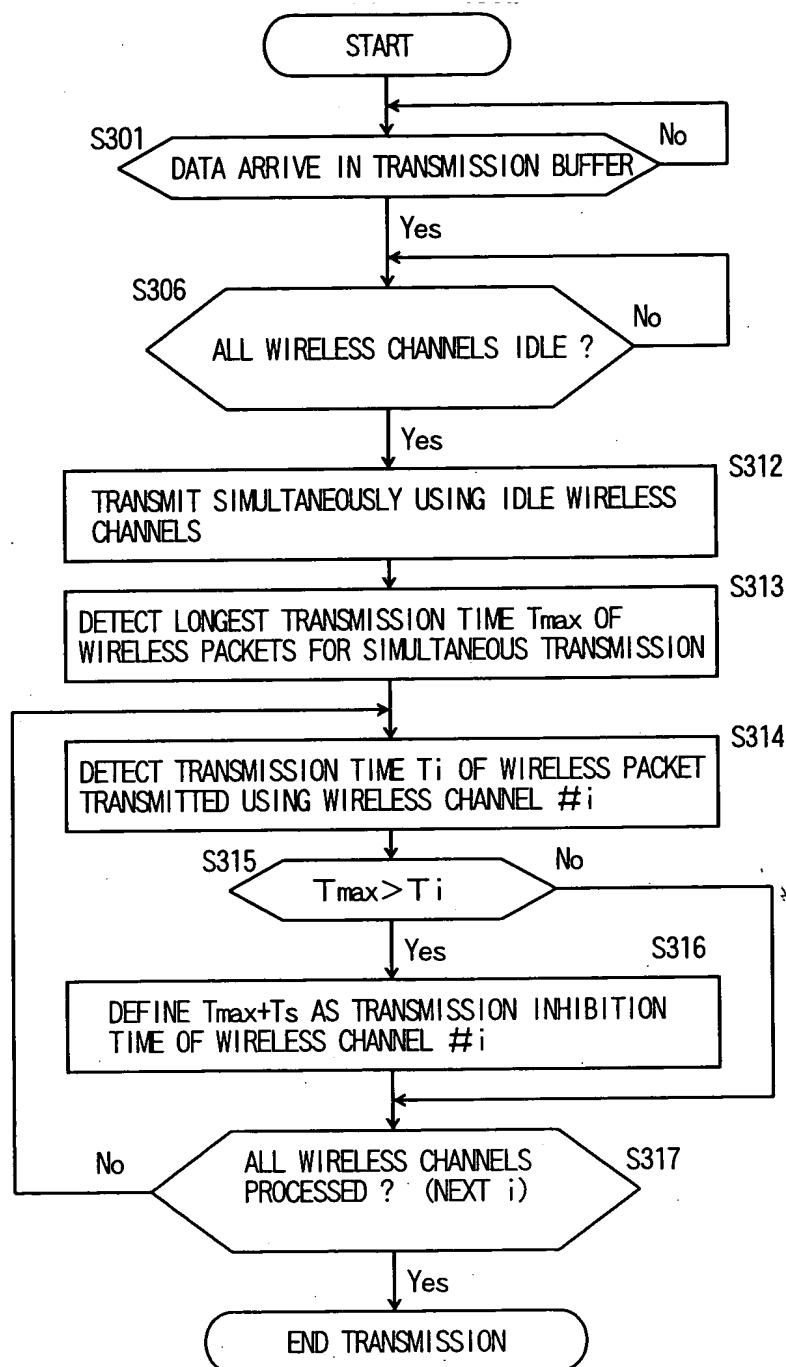 START
S301
DATA ARRIVE IN TRANSMISSION BUFFER
No
Yes
S306
ALL WIRELESS CHANNELS IDLE ?
No
Yes
S312
TRANSMIT SIMULTANEOUSLY USING IDLE WIRELESS
CHANNELS
S313
DETECT LONGEST TRANSMISSION TIME Tmax OF
WIRELESS PACKETS FOR SIMULTANEOUS TRANSMISSION
S314
DETECT TRANSMISSION TIME Ti OF WIRELESS PACKET
TRANSMITTED USING WIRELESS CHANNEL #i
S315
Tmax>Ti
No
Yes
S316
DEFINE Tmax+Ts AS TRANSMISSION INHIBITION
TIME OF WIRELESS CHANNEL #i
No
ALL WIRELESS CHANNELS
PROCESSED ? (NEXT i)
S317
Yes
END TRANSMISSION